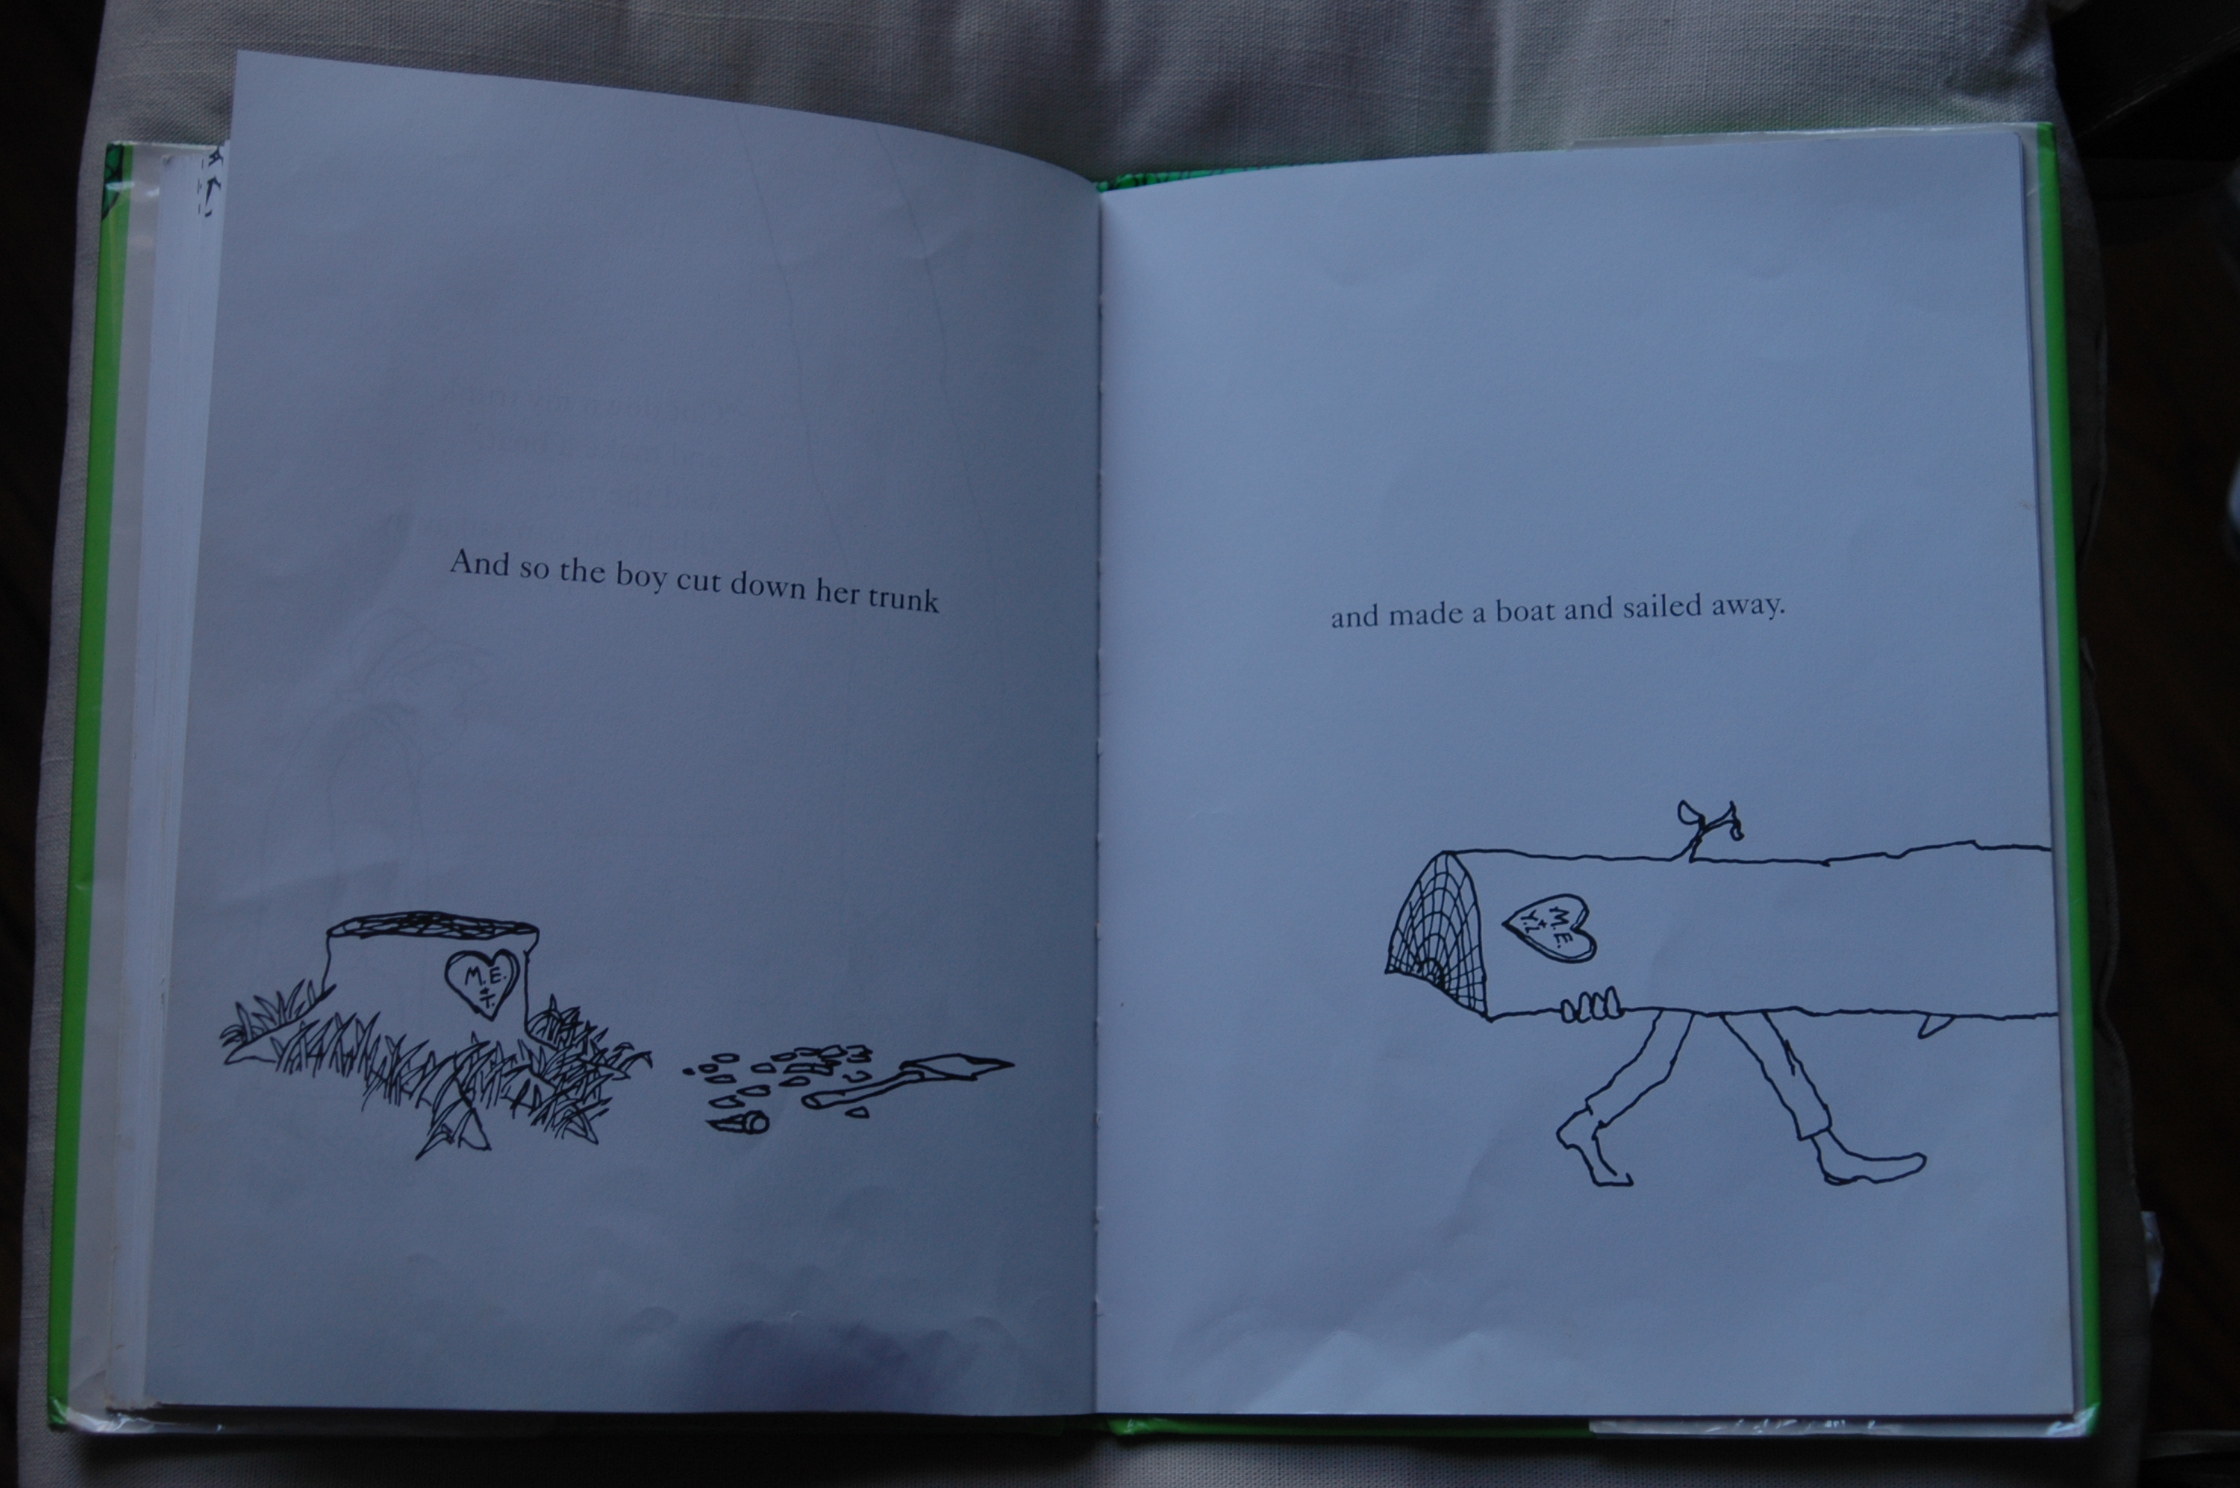 And so the boy cut down her trunk
M.E.
+T.
and made a boat and sailed away.
M.E.
+
Y.L